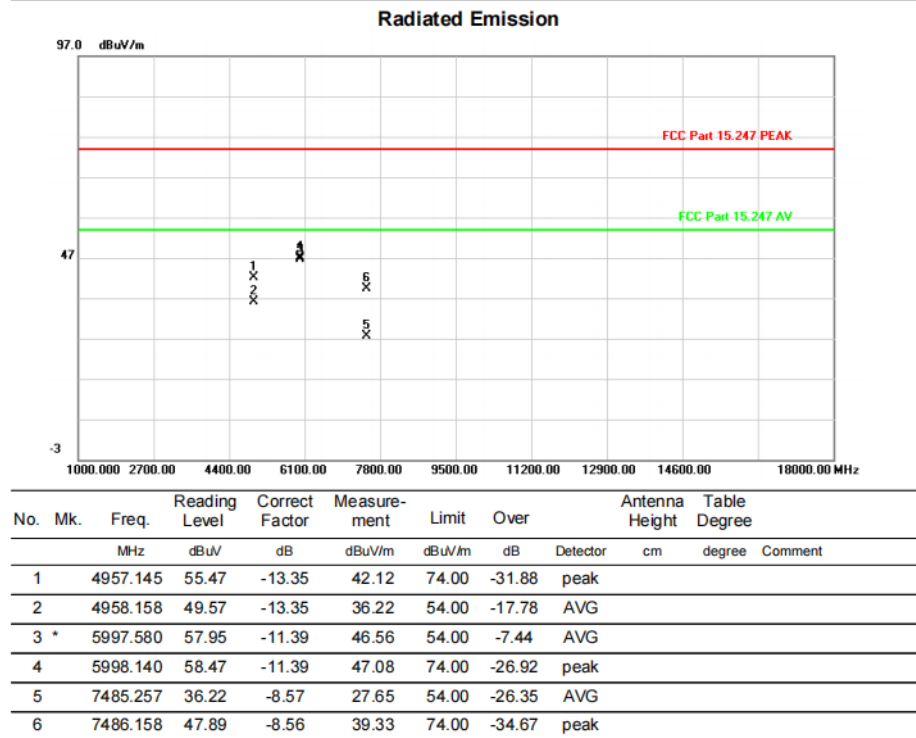 Radiated Emission
97.0 dBuV/m
FCC Part 15.247 PEAK
FCC Part 15.247 AV
47
4
3
1
6
2
5
-3
1000.000 2700.00 4400.00 6100.00 7800.00 9500.00 11200.00 12900.00 14600.00 18000.00 MHz
No. Mk. Freq. Reading Level Correct Factor Measure-ment Limit Over Antenna Height Table Degree
MHz dBuV dB dBuV/m dBuV/m dB Detector cm degree Comment
1 4957.145 55.47 -13.35 42.12 74.00 -31.88 peak
2 4958.158 49.57 -13.35 36.22 54.00 -17.78 AVG
3 * 5997.580 57.95 -11.39 46.56 54.00 -7.44 AVG
4 5998.140 58.47 -11.39 47.08 74.00 -26.92 peak
5 7485.257 36.22 -8.57 27.65 54.00 -26.35 AVG
6 7486.158 47.89 -8.56 39.33 74.00 -34.67 peak